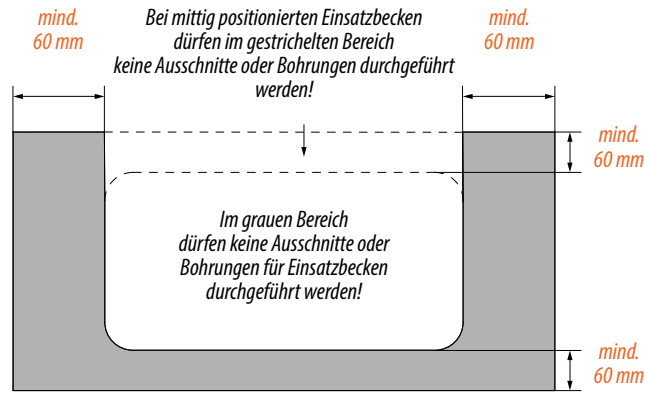 mind.
60 mm
Bei mittig positionierten Einsatzbecken
dürfen im gestrichelten Bereich
keine Ausschnitte oder Bohrungen durchgeführt
werden!
mind.
60 mm
mind.
60 mm
Im grauen Bereich
dürfen keine Ausschnitte oder
Bohrungen für Einsatzbecken
durchgeführt werden!
mind.
60 mm